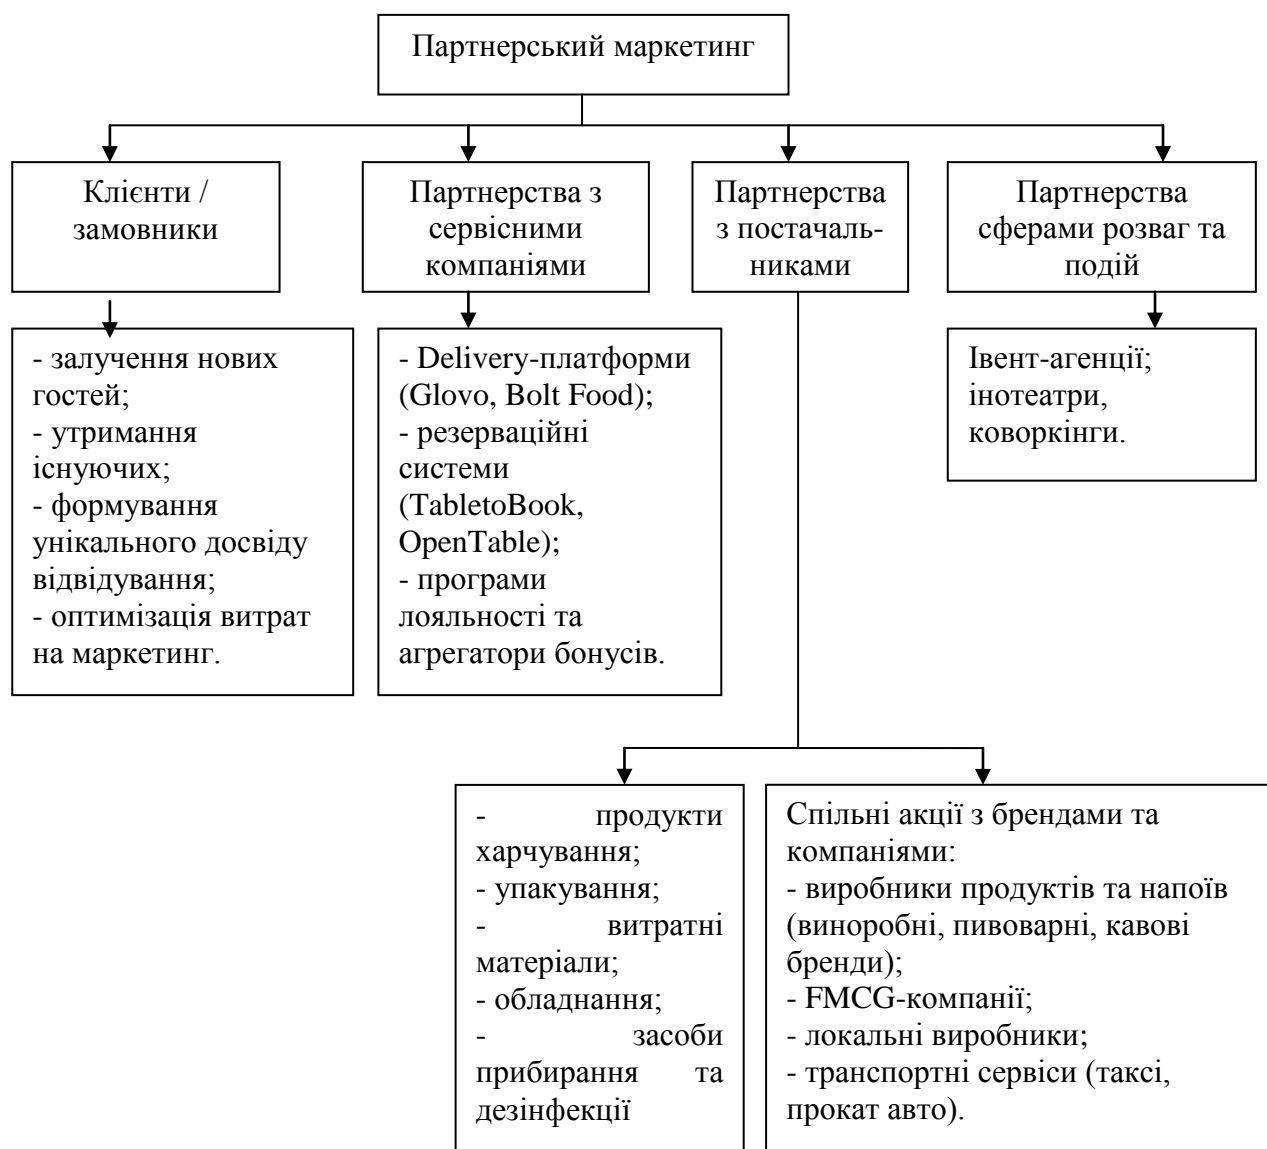 Партнерський маркетинг
Клієнти /
замовники
Партнерства з
сервісними
компаніями
Партнерства
з постачаль-
никами
Партнерства
сферами розваг та
подій
- залучення нових
гостей;
- утримання
існуючих;
- формування
унікального досвіду
відвідування;
- оптимізація витрат
на маркетинг.
- Delivery-платформи
(Glovo, Bolt Food);
- резерваційні
системи
(TabletoBook,
OpenTable);
- програми
лояльності та
агрегатори бонусів.
Івент-агенції;
інотеатри,
коворкінги.
- продукти
харчування;
- упакування;
- витратні
матеріали;
- обладнання;
- засоби
прибирання та
дезінфекції
Спільні акції з брендами та
компаніями:
- виробники продуктів та напоїв
(виноробні, пивоварні, кавові
бренди);
- FMCG-компанії;
- локальні виробники;
- транспортні сервіси (таксі,
прокат авто).